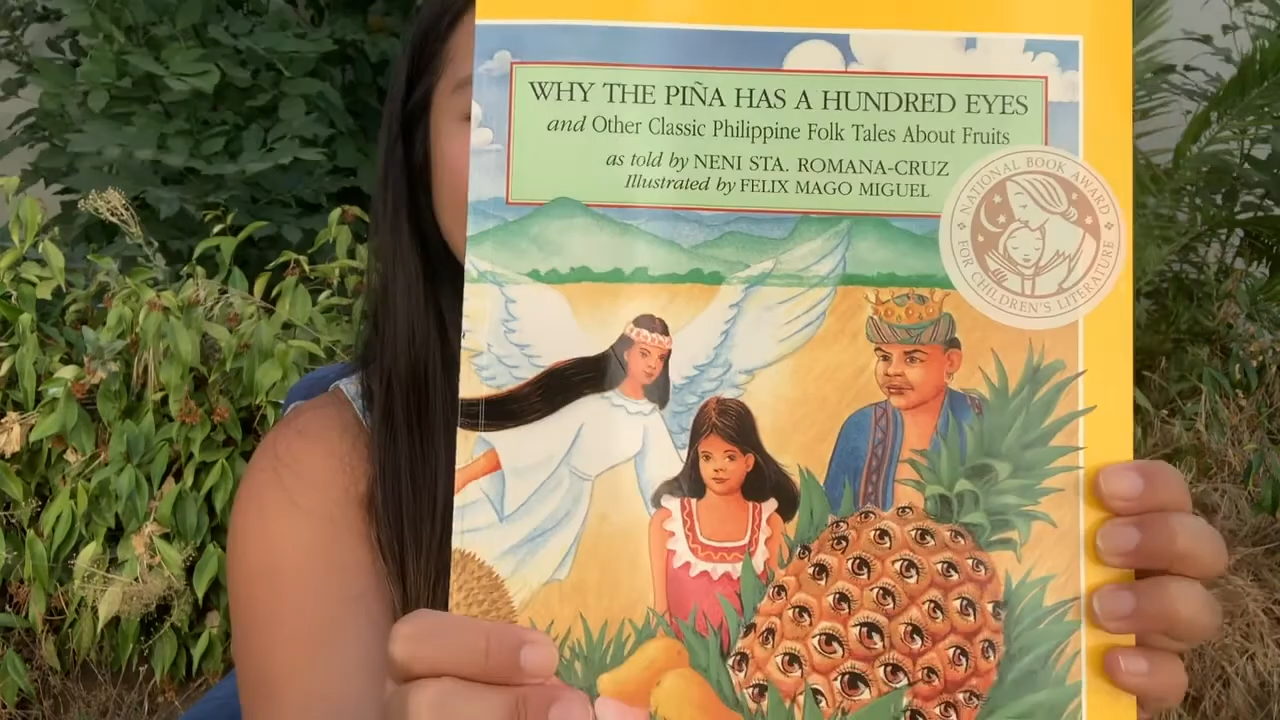 WHY THE PIÑA HAS A HUNDRED EYES
and Other Classic Philippine Folk Tales About Fruits
as told by NENI STA. ROMANA-CRUZ
Illustrated by FELIX MAGO MIGUEL
NATIONAL BOOK AWARD
FOR CHILDREN'S LITERATURE